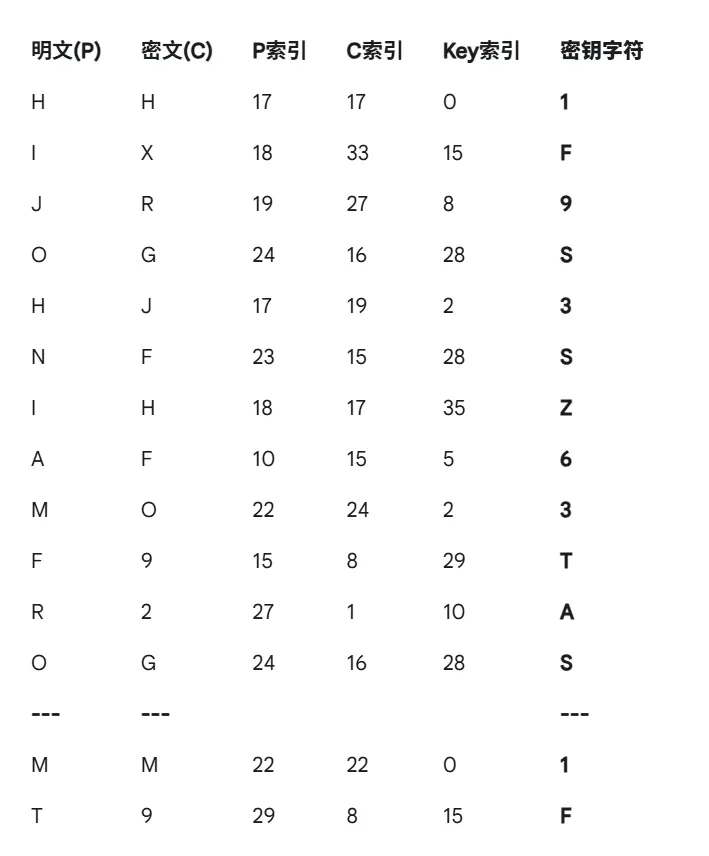 明文(P) 密文(C) P索引 C索引 Key索引 密钥字符
H H 17 17 0 1
I X 18 33 15 F
J R 19 27 8 9
O G 24 16 28 S
H J 17 19 2 3
N F 23 15 28 S
I H 18 17 35 Z
A F 10 15 5 6
M O 22 24 2 3
F 9 15 8 29 T
R 2 27 1 10 A
O G 24 16 28 S
--- --- ---
M M 22 22 0 1
T 9 29 8 15 F